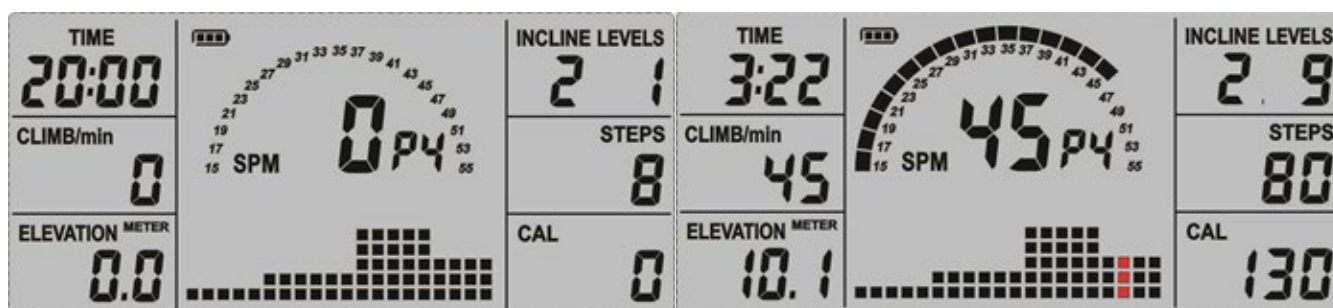 TIME
20:00
CLIMB/min
0
ELEVATION METER
0.0
15 17 19 21 23 25 27 29 31 33 35 37 39 41 43 45 47 49 51 53 55
SPM
0 P4
INCLINE LEVELS
2 1
STEPS
8
CAL
0
TIME
3:22
CLIMB/min
45
ELEVATION METER
10.1
15 17 19 21 23 25 27 29 31 33 35 37 39 41 43 45 47 49 51 53 55
SPM
45 P4
INCLINE LEVELS
2. 9
STEPS
80
CAL
130